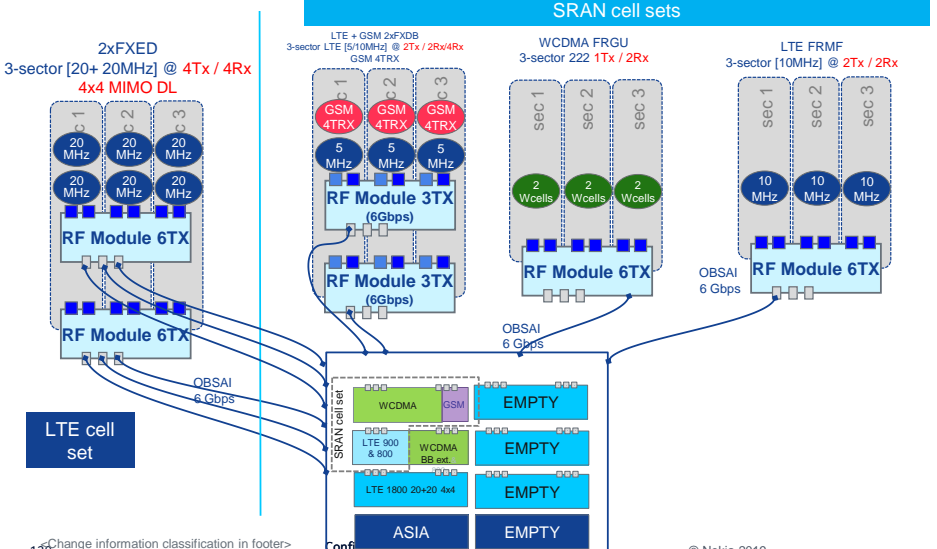 SRAN cell sets
2xFXED
3-sector [20+ 20MHz] @ 4Tx / 4Rx
4x4 MIMO DL
LTE + GSM 2xFXDB
3-sector LTE [5/10MHz] @ 2Tx / 2Rx/4Rx
GSM 4TRX
WCDMA FRGU
3-sector 222 1Tx / 2Rx
LTE FRMF
3-sector [10MHz] @ 2Tx / 2Rx
c 1
c 2
c 3
20
MHz
20
MHz
20
MHz
20
MHz
20
MHz
20
MHz
RF Module 6TX
RF Module 6TX
OBSAI
6 Gbps
LTE cell
set
c 1
ec 2
ec 3
GSM
4TRX
GSM
4TRX
GSM
4TRX
5
MHz
5
MHz
5
MHz
RF Module 3TX
(6Gbps)
RF Module 3TX
(6Gbps)
sec 1
sec 2
sec 3
2
Wcells
2
Wcells
2
Wcells
RF Module 6TX
OBSAI
6 Gbps
sec 1
sec 2
sec 3
10
MHz
10
MHz
10
MHz
RF Module 6TX
OBSAI
6 Gbps
SRAN cell set
WCDMA
GSM
EMPTY
LTE 900
& 800
WCDMA
BB ext.
EMPTY
LTE 1800 20+20 4x4
EMPTY
ASIA
EMPTY
<Change information classification in footer>
Confi